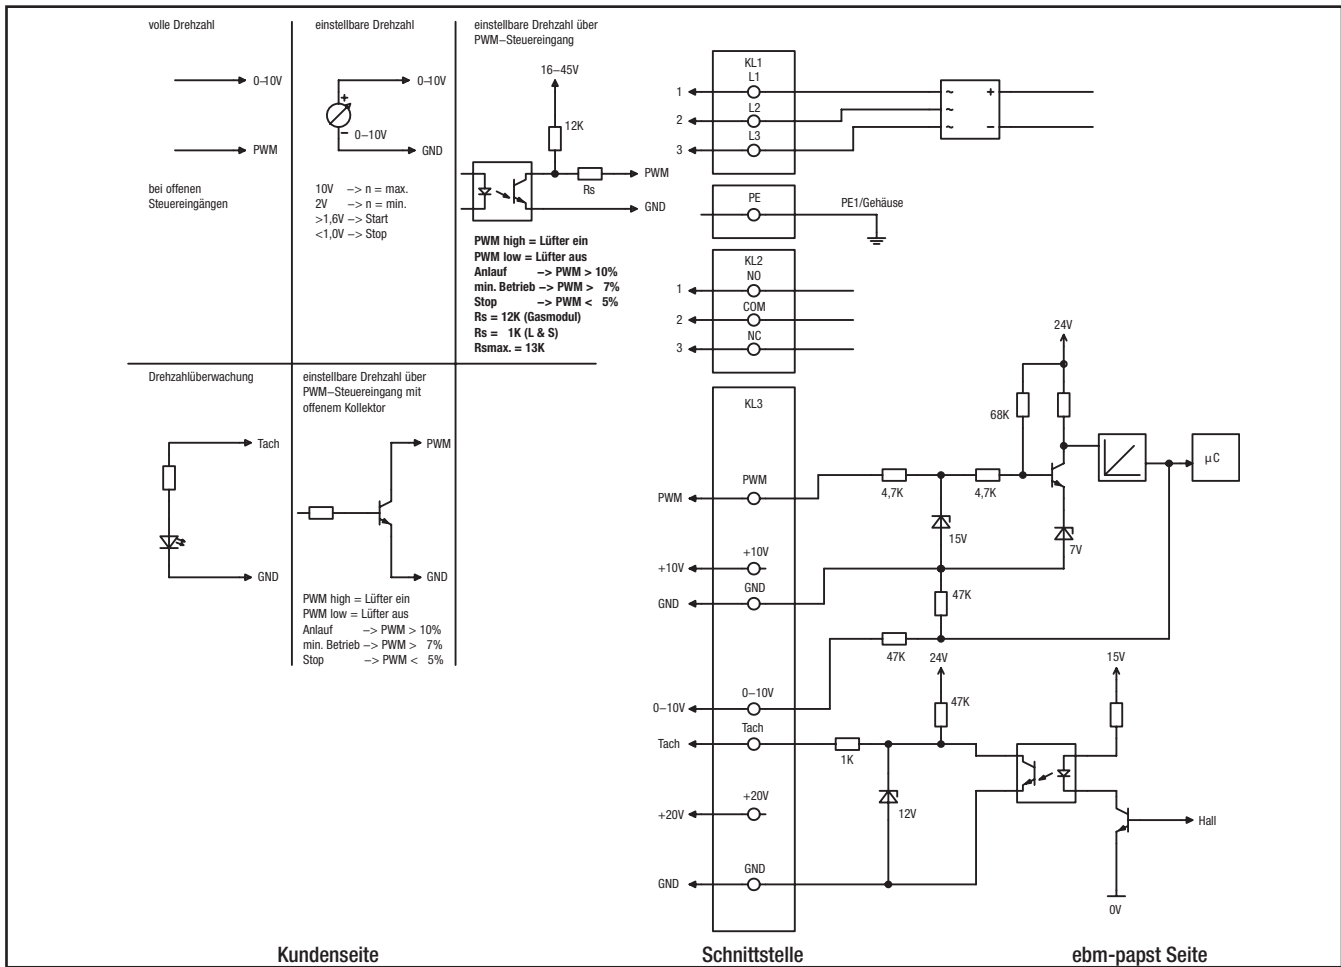 volle Drehzahl
0–10V
PWM
bei offenen
Steuereingängen
einstellbare Drehzahl
0–10V
+
–
0–10V
GND
10V –> n = max.
2V –> n = min.
>1,6V –> Start
<1,0V –> Stop
einstellbare Drehzahl über
PWM–Steuereingang
16–45V
12K
PWM
Rs
GND
PWM high = Lüfter ein
PWM low = Lüfter aus
Anlauf –> PWM > 10%
min. Betrieb –> PWM > 7%
Stop –> PWM < 5%
Rs = 12K (Gasmodul)
Rs = 1K (L & S)
Rsmax. = 13K
Drehzahlüberwachung
Tach
GND
einstellbare Drehzahl über
PWM–Steuereingang mit
offenem Kollektor
PWM
GND
PWM high = Lüfter ein
PWM low = Lüfter aus
Anlauf –> PWM > 10%
min. Betrieb –> PWM > 7%
Stop –> PWM < 5%
KL1
L1
1
L2
2
L3
3
~ +
~
~ –
PE
PE1/Gehäuse
KL2
NO
1
COM
2
NC
3
KL3
24V
68K
µC
PWM
PWM
4,7K
4,7K
15V
7V
+10V
+10V
GND
GND
47K
47K
24V
15V
0–10V
0–10V
47K
Tach
Tach
1K
+20V
+20V
12V
Hall
GND
GND
0V
Kundenseite
Schnittstelle
ebm-papst Seite